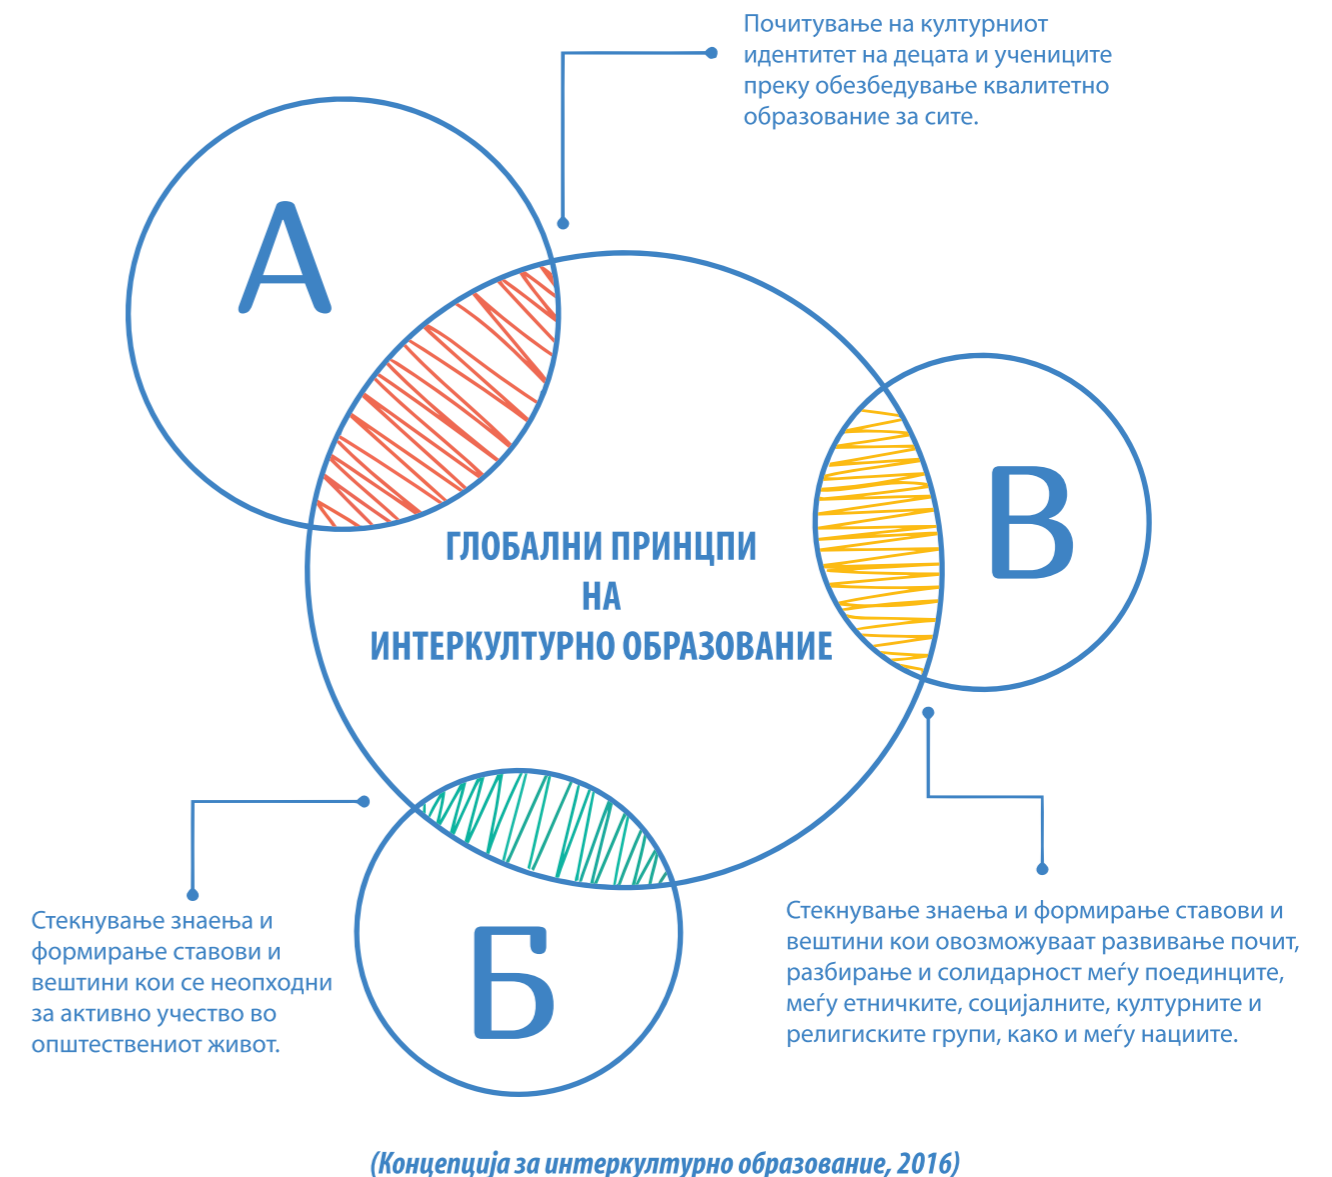 Почитување на културниот
идентитет на децата и учениците
преку обезбедување квалитетно
образование за сите.
А
В
ГЛОБАЛНИ ПРИНЦПИ
НА
ИНТЕРКУЛТУРНО ОБРАЗОВАНИЕ
Б
Стекнување знаења и
формирање ставови и
вештини кои се неопходни
за активно учество во
општествениот живот.
Стекнување знаења и формирање ставови и
вештини кои овозможуваат развивање почит,
разбирање и солидарност меѓу поединците,
меѓу етничките, социјалните, културните и
религиските групи, како и меѓу нациите.
(Концепција за интеркултурно образование, 2016)